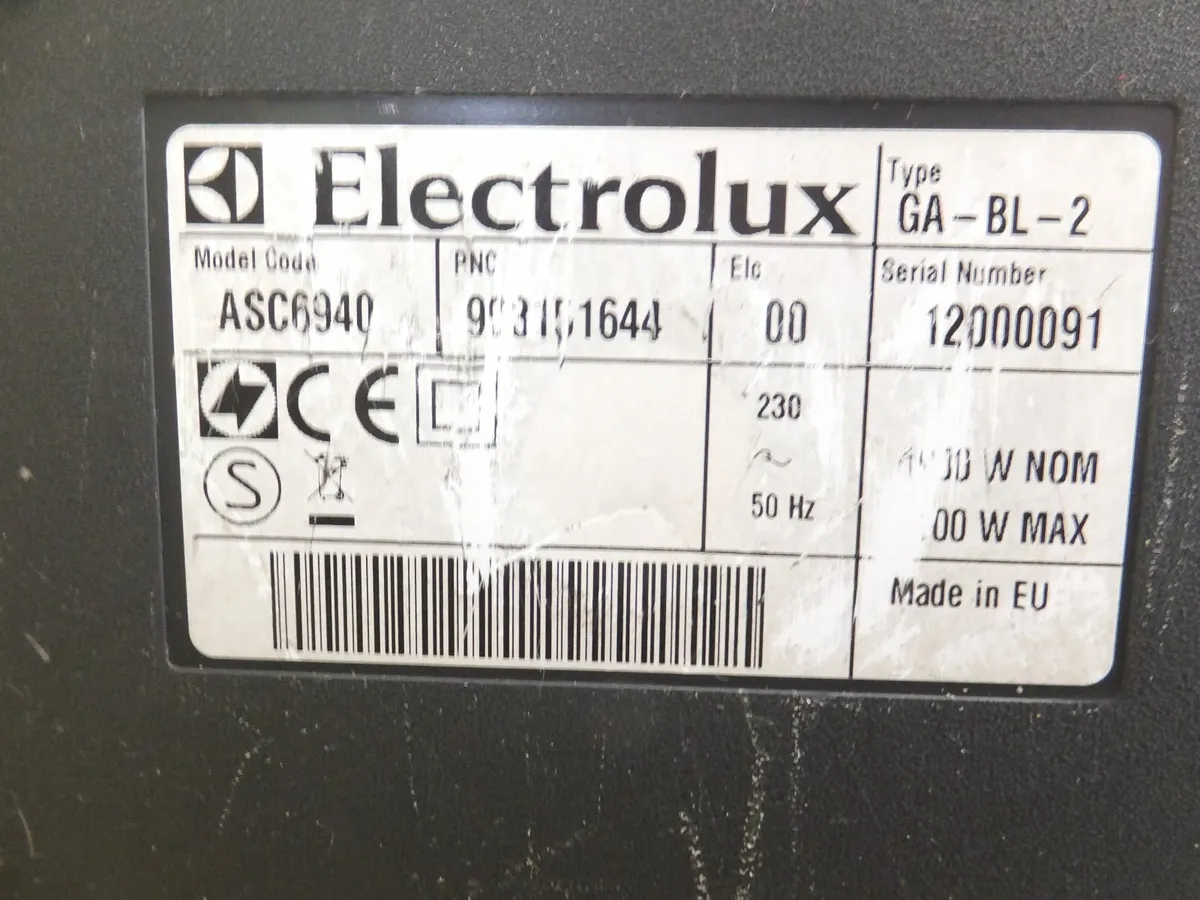 Electrolux
Type
GA-BL-2
Model Code
ASC6940
PNC
Elc
00
Serial Number
12000091
CE
S
230
~
50 Hz
W NOM
W MAX
Made in EU